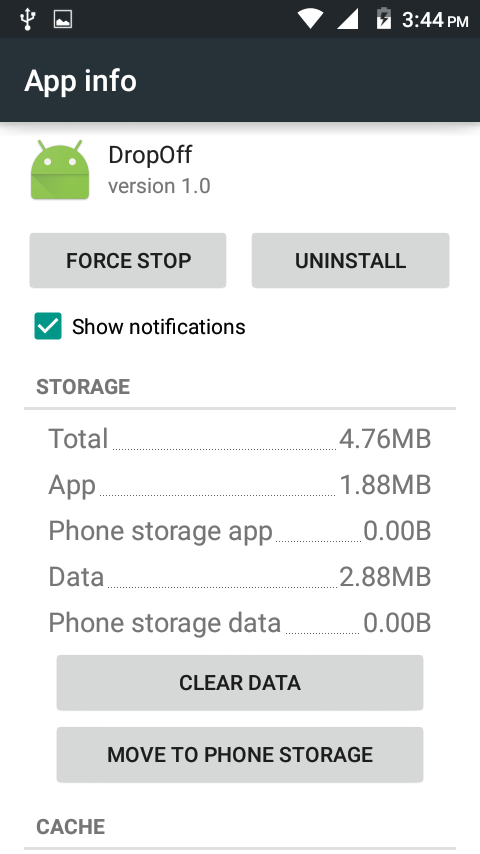 3:44 PM
App info
DropOff
version 1.0
FORCE STOP UNINSTALL
Show notifications
STORAGE
Total 4.76MB
App 1.88MB
Phone storage app 0.00B
Data 2.88MB
Phone storage data 0.00B
CLEAR DATA
MOVE TO PHONE STORAGE
CACHE